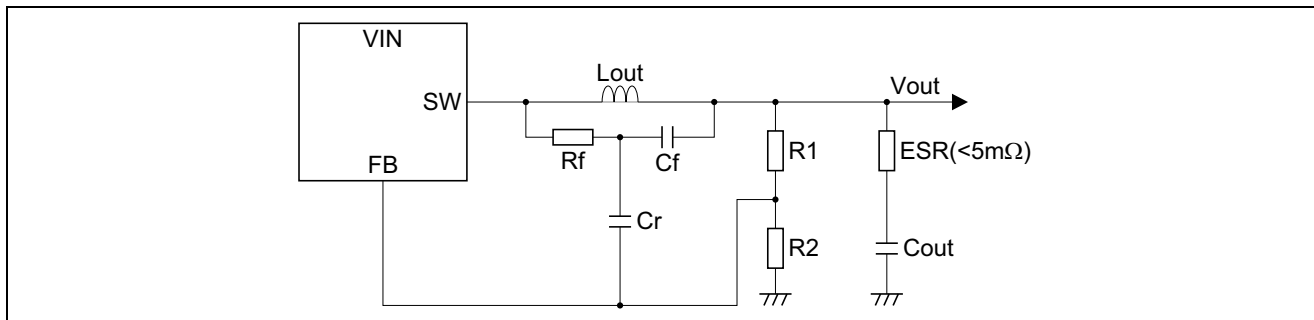 VIN
Lout
Vout
SW
R1
ESR(<5mΩ)
FB
Rf
Cf
Cr
R2
Cout